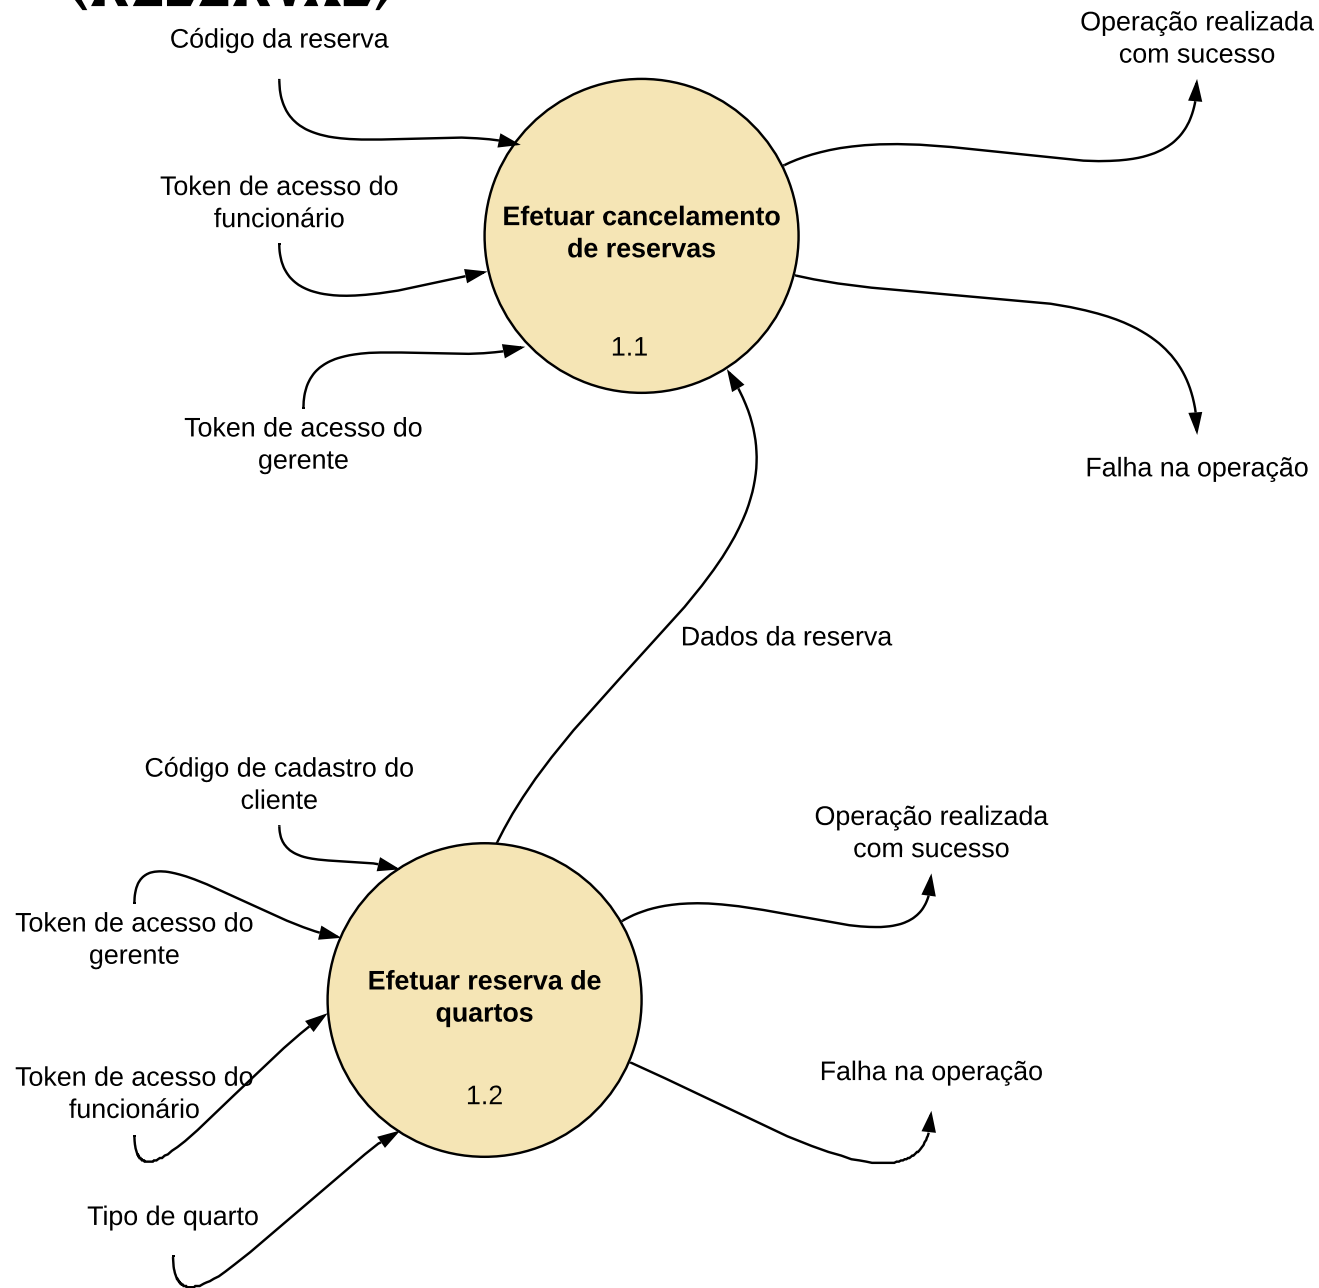 Código da reserva
Operação realizada
com sucesso
Token de acesso do
funcionário
Efetuar cancelamento
de reservas
1.1
Token de acesso do
gerente
Falha na operação
Dados da reserva
Código de cadastro do
cliente
Operação realizada
com sucesso
Token de acesso do
gerente
Efetuar reserva de
quartos
Token de acesso do
funcionário
1.2
Falha na operação
Tipo de quarto